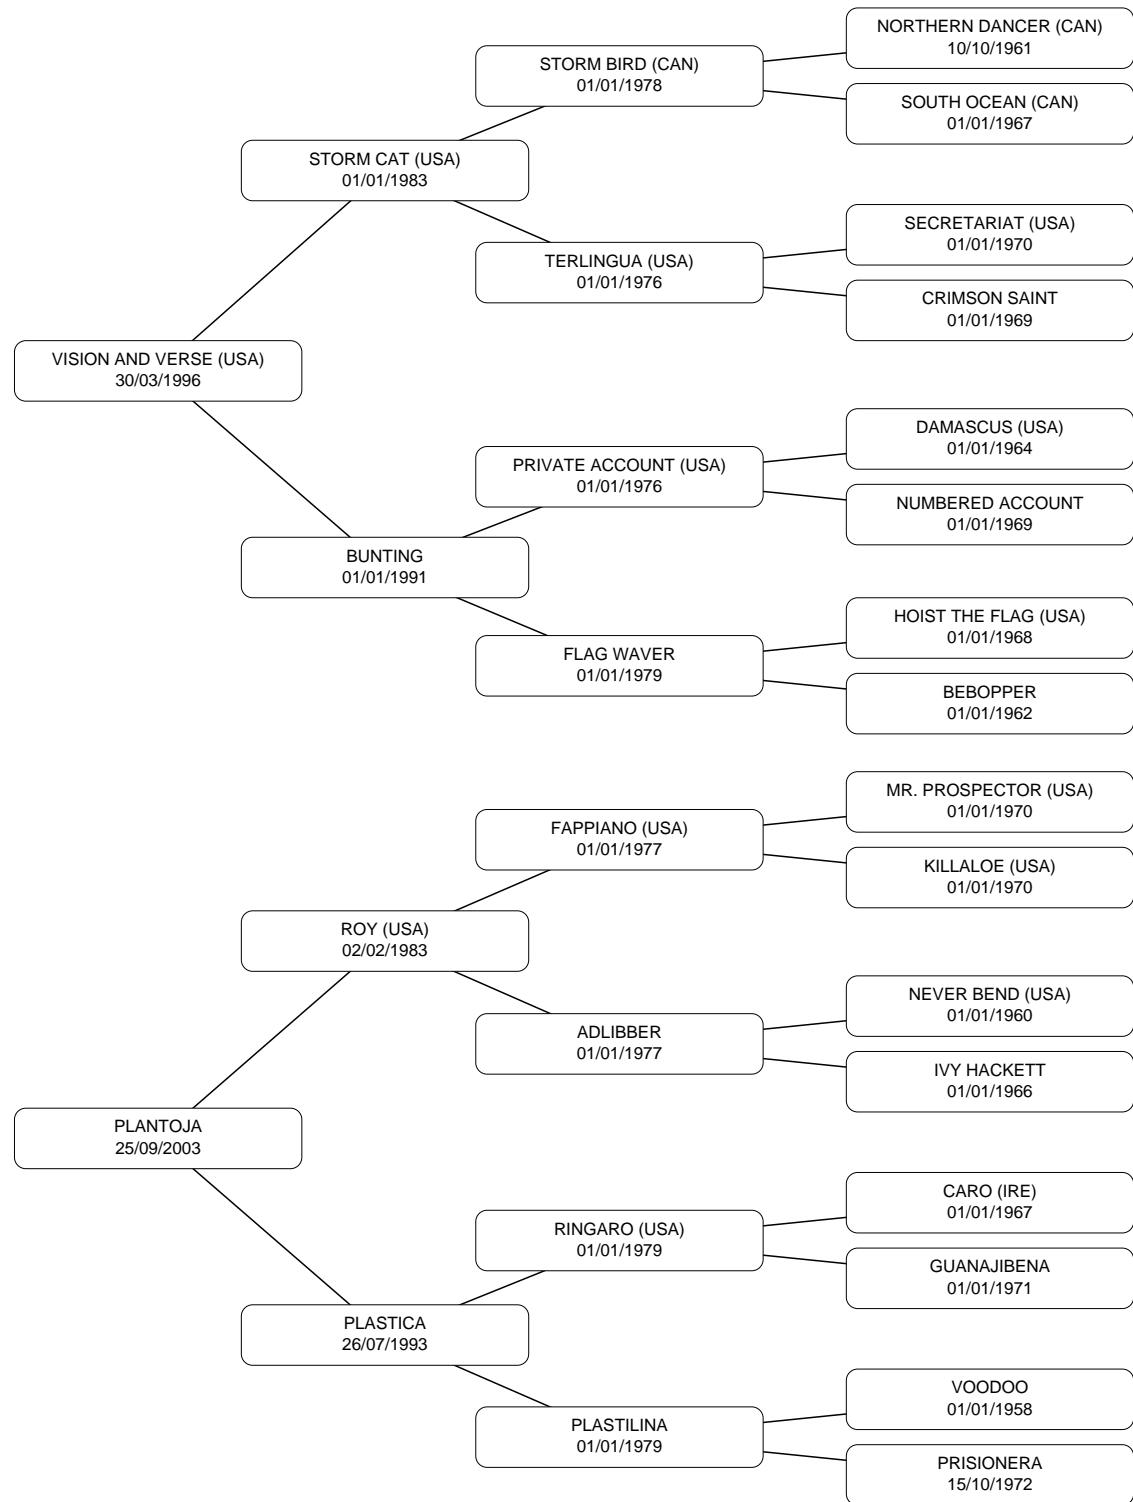 NORTHERN DANCER (CAN)
10/10/1961
STORM BIRD (CAN)
01/01/1978
SOUTH OCEAN (CAN)
01/01/1967
STORM CAT (USA)
01/01/1983
SECRETARIAT (USA)
01/01/1970
TERLINGUA (USA)
01/01/1976
CRIMSON SAINT
01/01/1969
VISION AND VERSE (USA)
30/03/1996
DAMASCUS (USA)
01/01/1964
PRIVATE ACCOUNT (USA)
01/01/1976
NUMBERED ACCOUNT
01/01/1969
BUNTING
01/01/1991
HOIST THE FLAG (USA)
01/01/1968
FLAG WAVER
01/01/1979
BEBOPPER
01/01/1962
MR. PROSPECTOR (USA)
01/01/1970
FAPPIANO (USA)
01/01/1977
KILLALOE (USA)
01/01/1970
ROY (USA)
02/02/1983
NEVER BEND (USA)
01/01/1960
ADLIBBER
01/01/1977
IVY HACKETT
01/01/1966
PLANTOJA
25/09/2003
CARO (IRE)
01/01/1967
RINGARO (USA)
01/01/1979
GUANAJIBENA
01/01/1971
PLASTICA
26/07/1993
VOODOO
01/01/1958
PLASTILINA
01/01/1979
PRISIONERA
15/10/1972